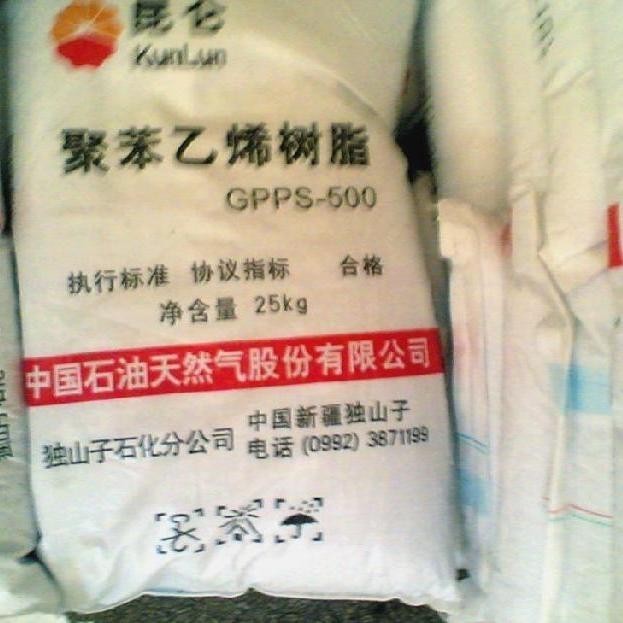 昆仑
KunLun
聚苯乙烯树脂
GPPS-500
执行标准 协议指标 合格
净含量 25kg
中国石油天然气股份有限公司
独山子石化分公司
中国新疆独山子
电话 (0992) 3871199